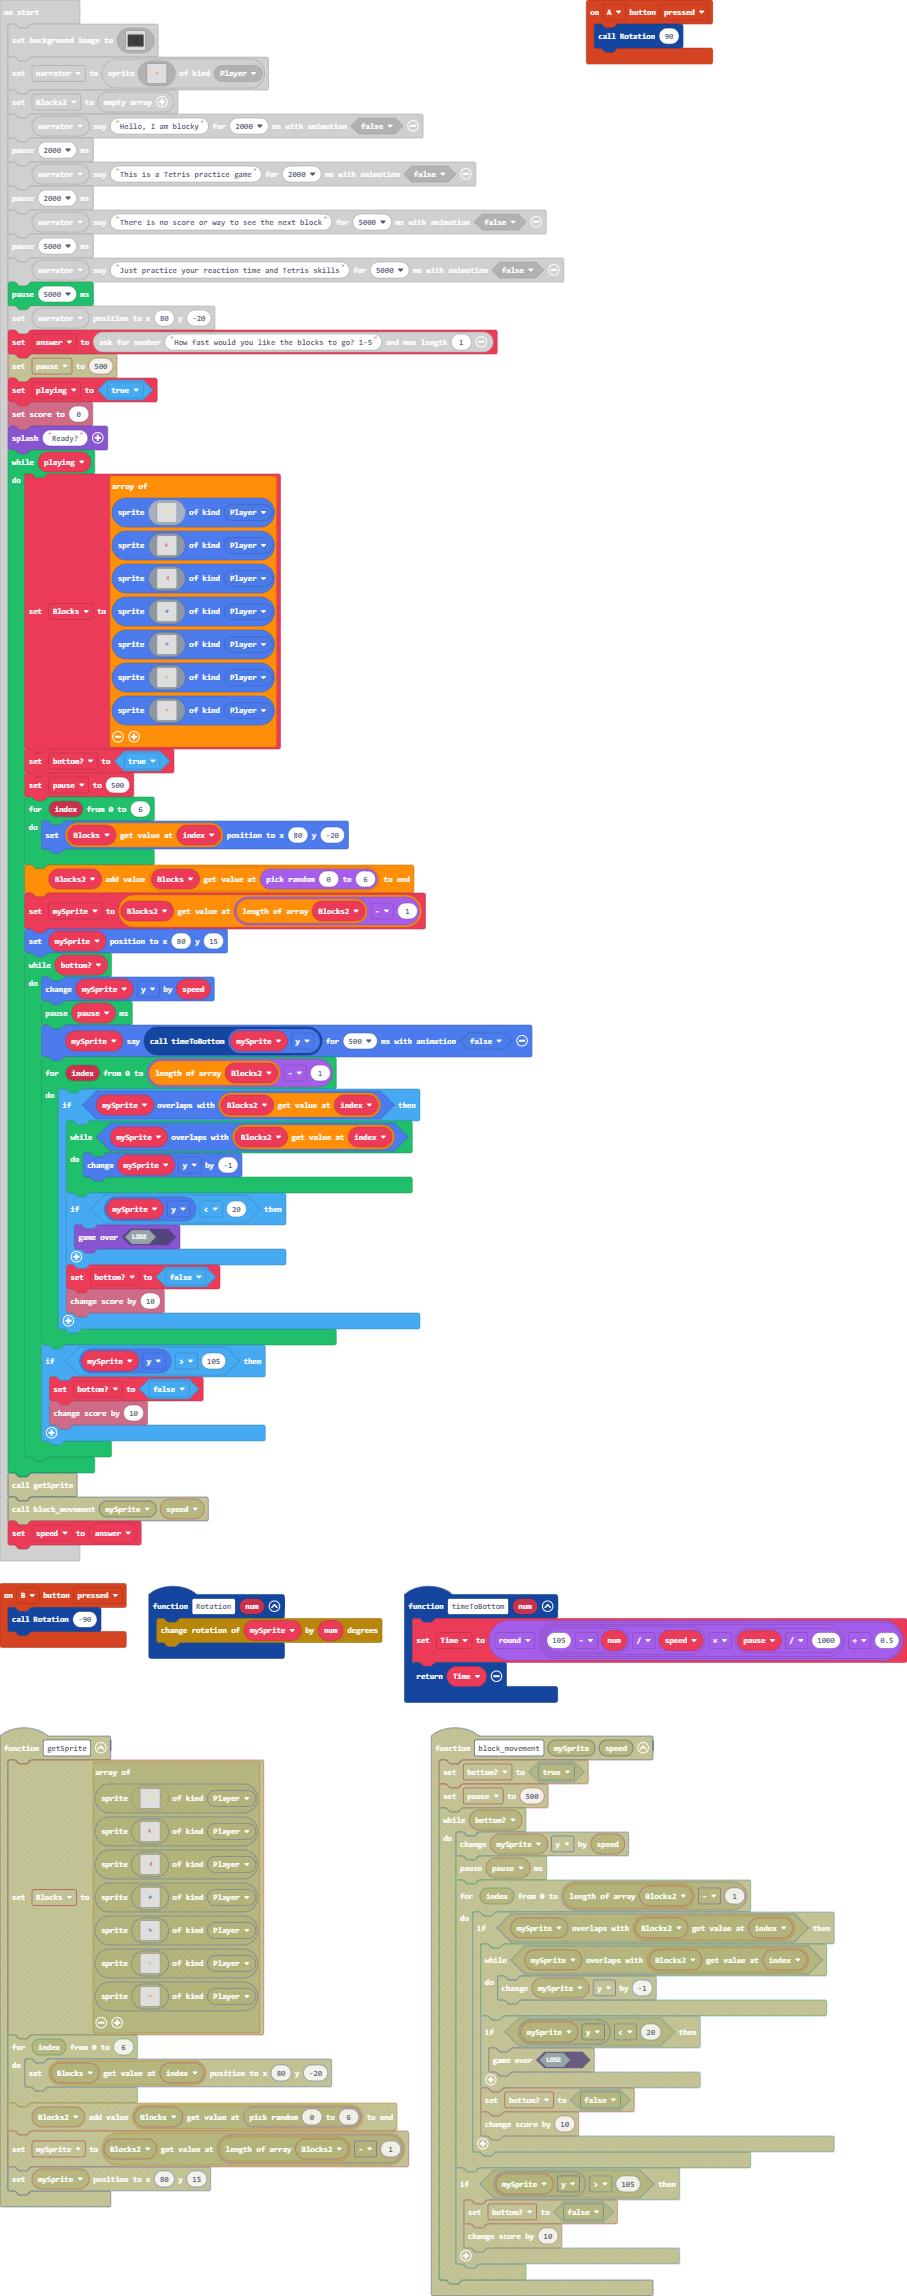 on start
on A button pressed
call Rotation 90
set background image to
set narrator to sprite of kind Player
set Blocks2 to empty array
narrator say "Hello, I am blocky" for 2000 ms with animation false
pause 2000 ms
narrator say "This is a Tetris practice game" for 2000 ms with animation false
pause 2000 ms
narrator say "There is no score or way to see the next block" for 5000 ms with animation false
pause 5000 ms
narrator say "Just practice your reaction time and Tetris skills" for 5000 ms with animation false
pause 5000 ms
set narrator position to x 80 y -20
set answer to ask for number "How fast would you like the blocks to go? 1-5" and max length 1
set pause to 500
set playing to true
set score to 0
splash "Ready?"
while playing
do
array of
sprite of kind Player
sprite of kind Player
sprite of kind Player
set Blocks to sprite of kind Player
sprite of kind Player
sprite of kind Player
sprite of kind Player
set bottom? to true
set pause to 500
for index from 0 to 6
do set Blocks get value at index position to x 80 y -20
Blocks2 add value Blocks get value at pick random 0 to 6 to end
set mySprite to Blocks2 get value at length of array Blocks2 - 1
set mySprite position to x 80 y 15
while bottom?
do change mySprite y by speed
pause pause ms
mySprite say call timeToBottom mySprite y for 500 ms with animation false
for index from 0 to length of array Blocks2 - 1
do if mySprite overlaps with Blocks2 get value at index then
while mySprite overlaps with Blocks2 get value at index
do change mySprite y by -1
if mySprite y < 20 then
game over LOSE
set bottom? to false
change score by 10
if mySprite y > 105 then
set bottom? to false
change score by 10
call getSprite
call block_movement mySprite speed
set speed to answer
on B button pressed
call Rotation -90
function Rotation num
change rotation of mySprite by num degrees
function timeToBottom num
set Time to round 105 - num / speed × pause / 1000 + 0.5
return Time
function getSprite
array of
sprite of kind Player
sprite of kind Player
sprite of kind Player
set Blocks to sprite of kind Player
sprite of kind Player
sprite of kind Player
sprite of kind Player
for index from 0 to 6
do set Blocks get value at index position to x 80 y -20
Blocks2 add value Blocks get value at pick random 0 to 6 to end
set mySprite to Blocks2 get value at length of array Blocks2 - 1
set mySprite position to x 80 y 15
function block_movement mySprite speed
set bottom? to true
set pause to 500
while bottom?
do change mySprite y by speed
pause pause ms
for index from 0 to length of array Blocks2 - 1
do if mySprite overlaps with Blocks2 get value at index then
while mySprite overlaps with Blocks2 get value at index
do change mySprite y by -1
if mySprite y < 20 then
game over LOSE
set bottom? to false
change score by 10
if mySprite y > 105 then
set bottom? to false
change score by 10